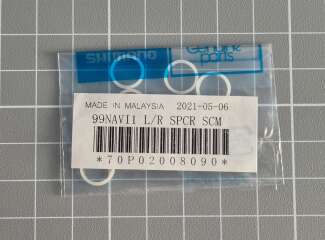 SHIMANO
Genuine
parts
MADE IN MALAYSIA 2021-05-06
99NAVI1 L/R SPCR SCM
*70P02008090*